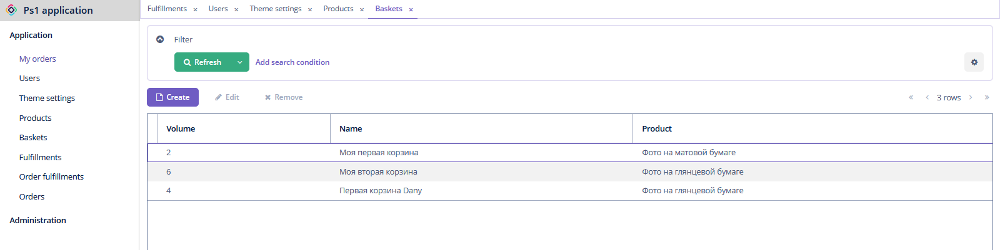 Ps1 application
Fulfillments Users Theme settings Products Baskets
Application
My orders
Users
Theme settings
Products
Baskets
Fulfillments
Order fulfillments
Orders
Administration
Filter
Refresh Add search condition
Create Edit Remove 3 rows
Volume Name Product
2 Моя первая корзина Фото на матовой бумаге
6 Моя вторая корзина Фото на глянцевой бумаге
4 Первая корзина Dany Фото на глянцевой бумаге